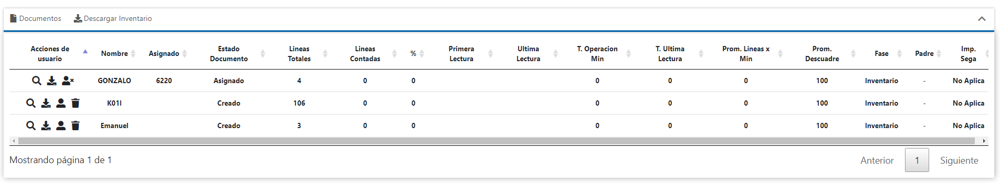 Documentos Descargar Inventario
Acciones de usuario Nombre Asignado Estado Documento Lineas Totales Lineas Contadas % Primera Lectura Ultima Lectura T. Operacion Min T. Ultima Lectura Prom. Lineas x Min Prom. Descuadre Fase Padre Imp. Sega
GONZALO 6220 Asignado 4 0 0 0 0 0 100 Inventario - No Aplica
K01I Creado 106 0 0 0 0 0 100 Inventario - No Aplica
Emanuel Creado 3 0 0 0 0 0 100 Inventario - No Aplica
Mostrando página 1 de 1 Anterior 1 Siguiente